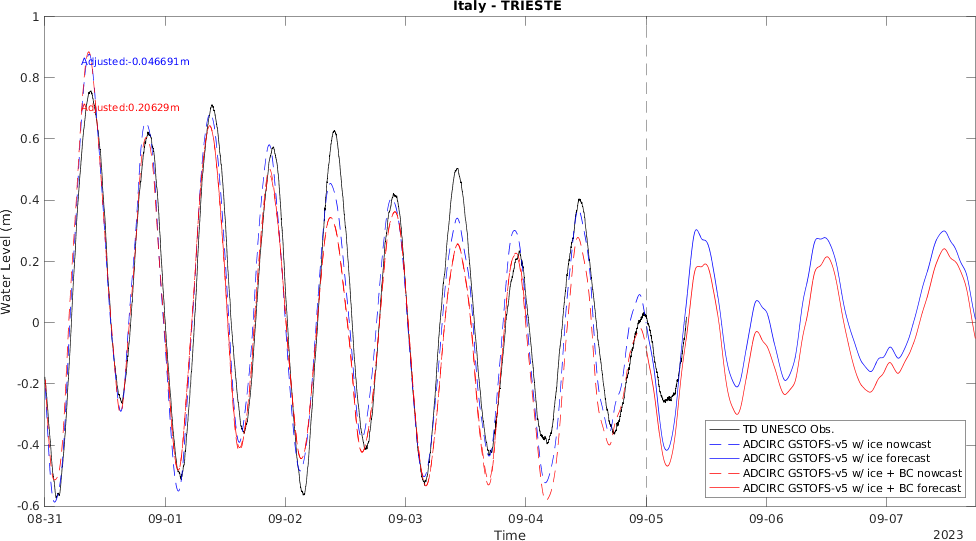 Italy - TRIESTE
1
0.8
0.6
0.4
0.2
0
-0.2
-0.4
-0.6
Water Level (m)
Adjusted:-0.046691m
Adjusted:0.20629m
TD UNESCO Obs.
ADCIRC GSTOFS-v5 w/ ice nowcast
ADCIRC GSTOFS-v5 w/ ice forecast
ADCIRC GSTOFS-v5 w/ ice + BC nowcast
ADCIRC GSTOFS-v5 w/ ice + BC forecast
08-31 09-01 09-02 09-03 09-04 09-05 09-06 09-07
Time
2023